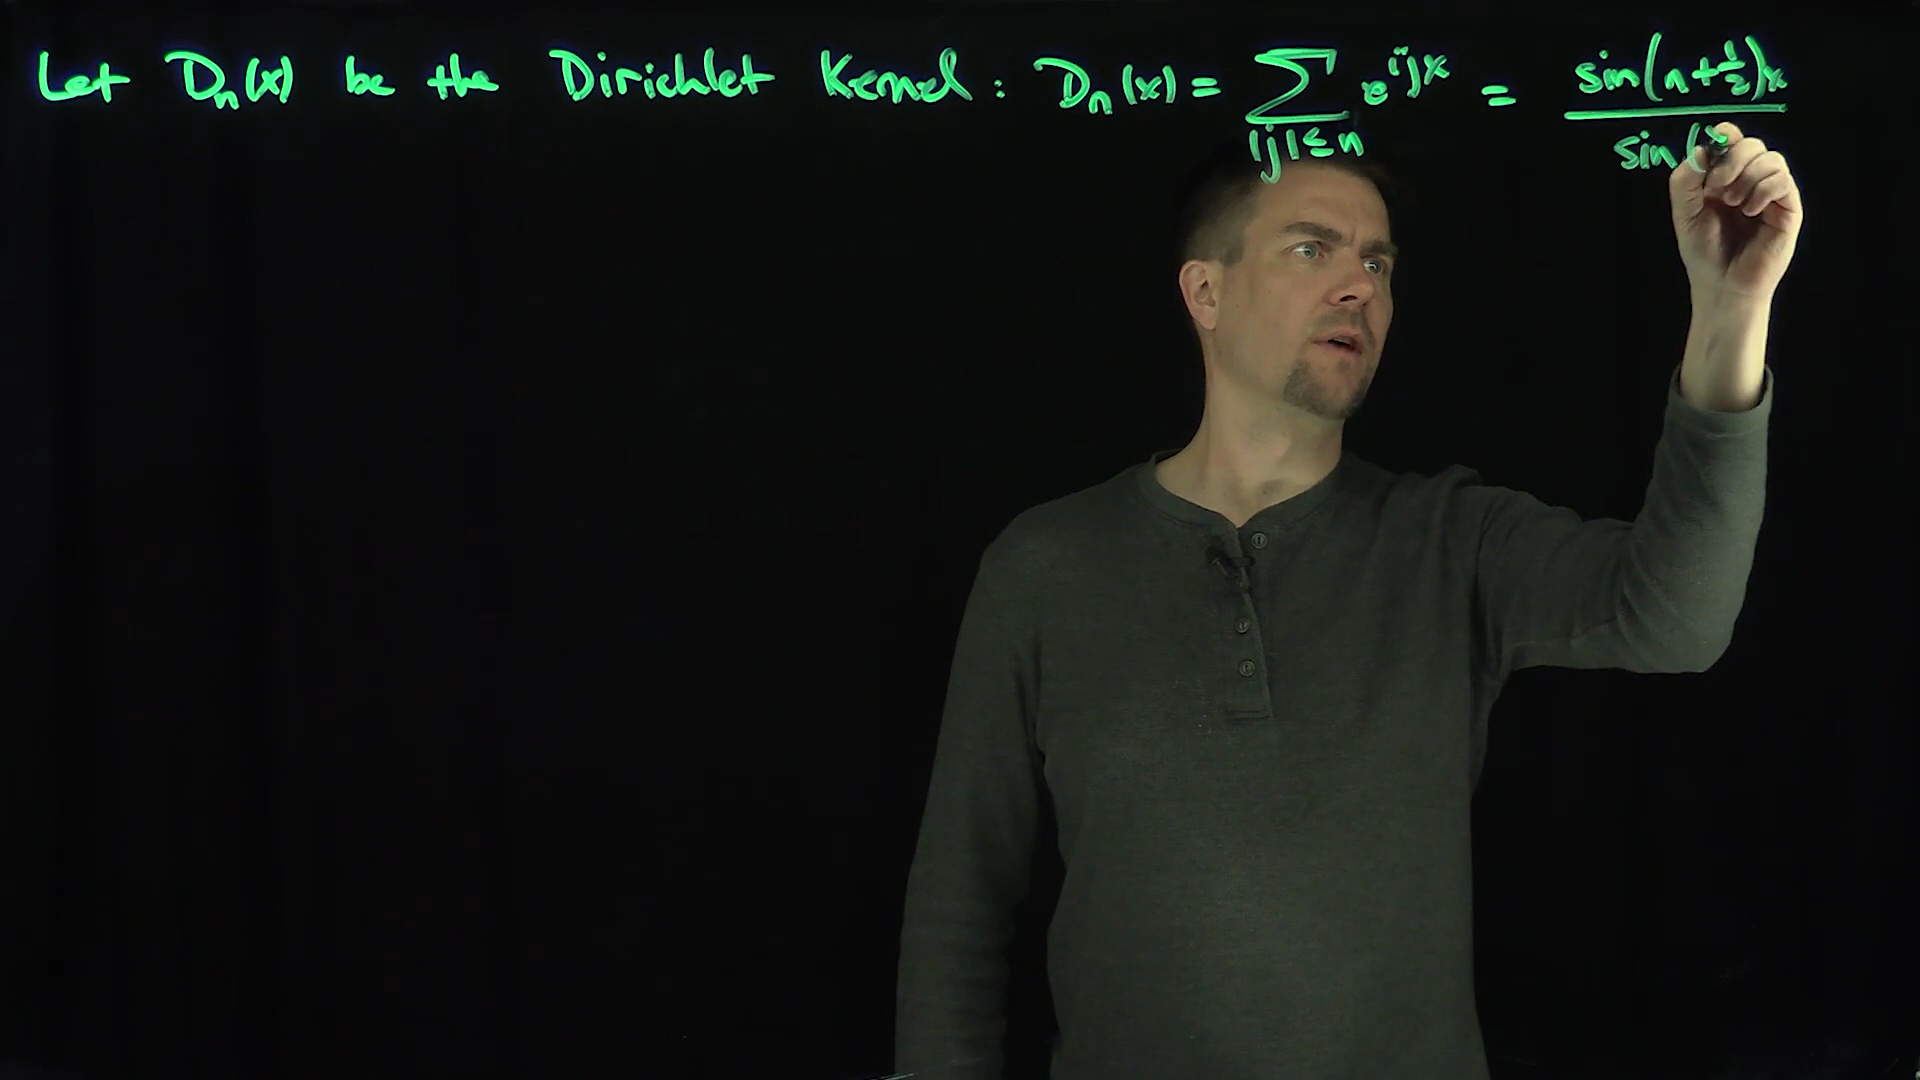 Let Dₙ(x) be the Dirichlet Kernel : Dₙ(x) = ∑_{|j|≤n} e^{ijx} = sin(n+½)x / sin(x